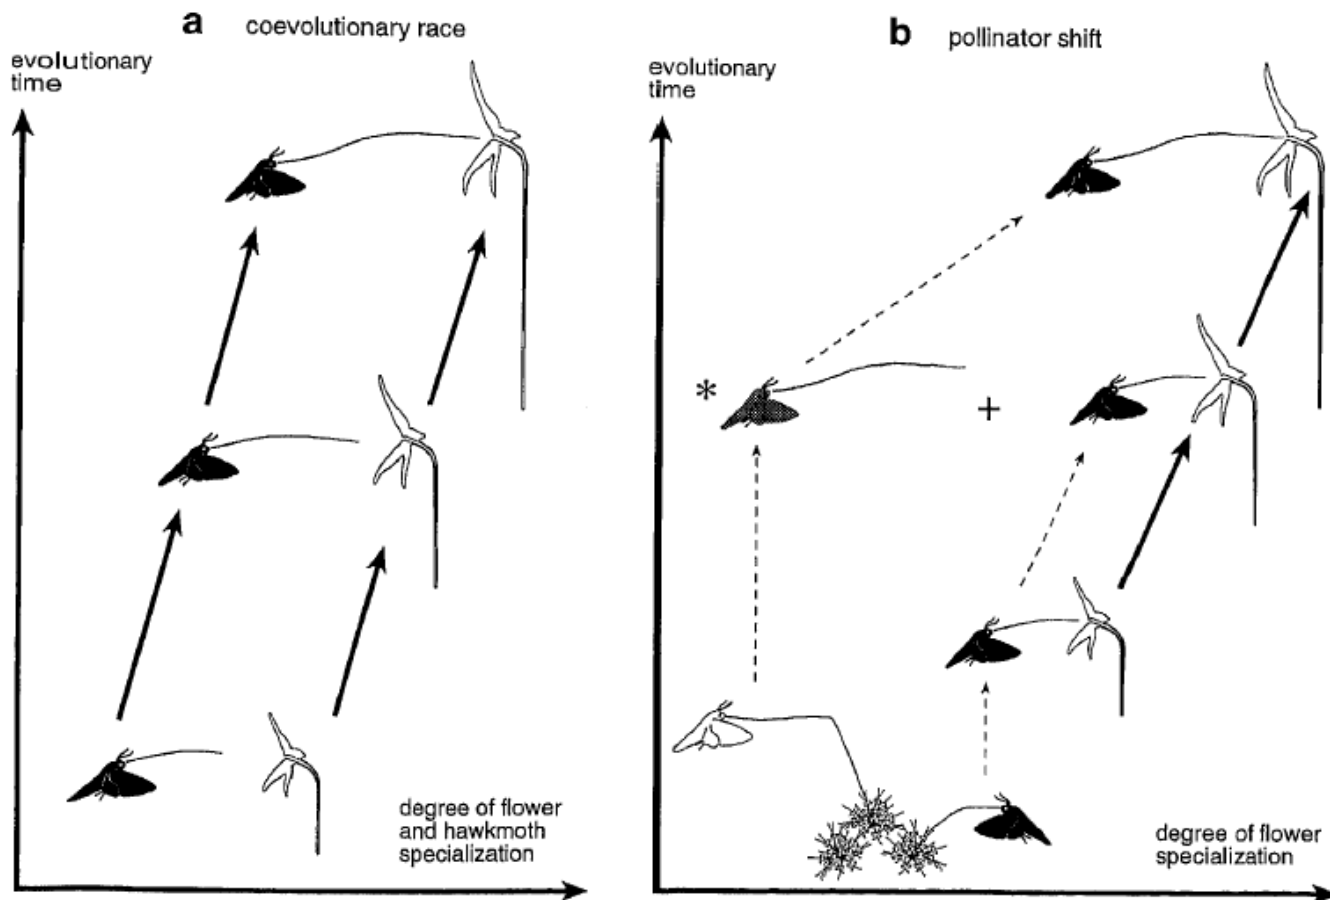 a coevolutionary race
evolutionary
time
degree of flower
and hawkmoth
specialization
b pollinator shift
evolutionary
time
*
+
degree of flower
specialization